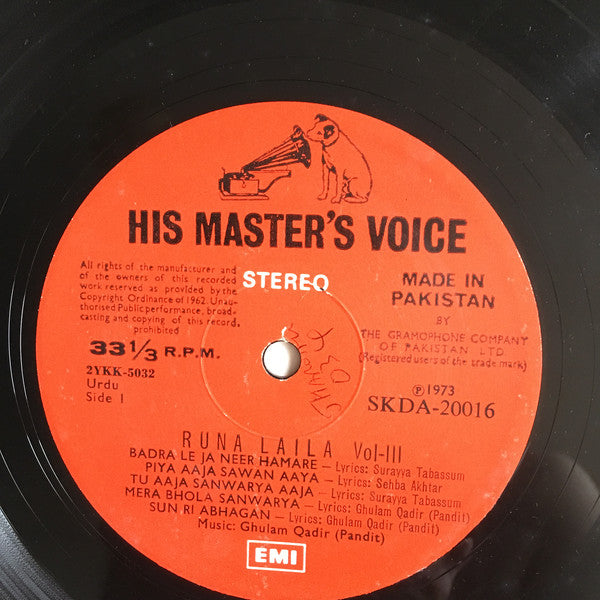 HIS MASTER'S VOICE
All rights of the manufacturer and
of the owners of this recorded
work reserved as provided by the
Copyright Ordinance of 1962. Unau-
thorised Public performance, broad-
casting and copying of this record,
prohibited
STEREO
MADE IN
PAKISTAN
BY
THE GRAMOPHONE COMPANY
OF PAKISTAN LTD
(Registered users of the trade mark)
33 1/3 R.P.M.
2YKK-5032
Urdu
Side 1
Ⓟ 1973
SKDA-20016
RUNA LAILA Vol-III
BADRA LE JA NEER HAMARE – Lyrics: Surayya Tabassum
PIYA AAJA SAWAN AAYA – Lyrics: Sehba Akhtar
TU AAJA SANWARYA AAJA – Lyrics: Surayya Tabassum
MERA BHOLA SANWARYA – Lyrics: Ghulam Qadir (Pandit)
SUN RI ABHAGAN – Lyrics: Ghulam Qadir (Pandit)
Music: Ghulam Qadir (Pandit)
EMI